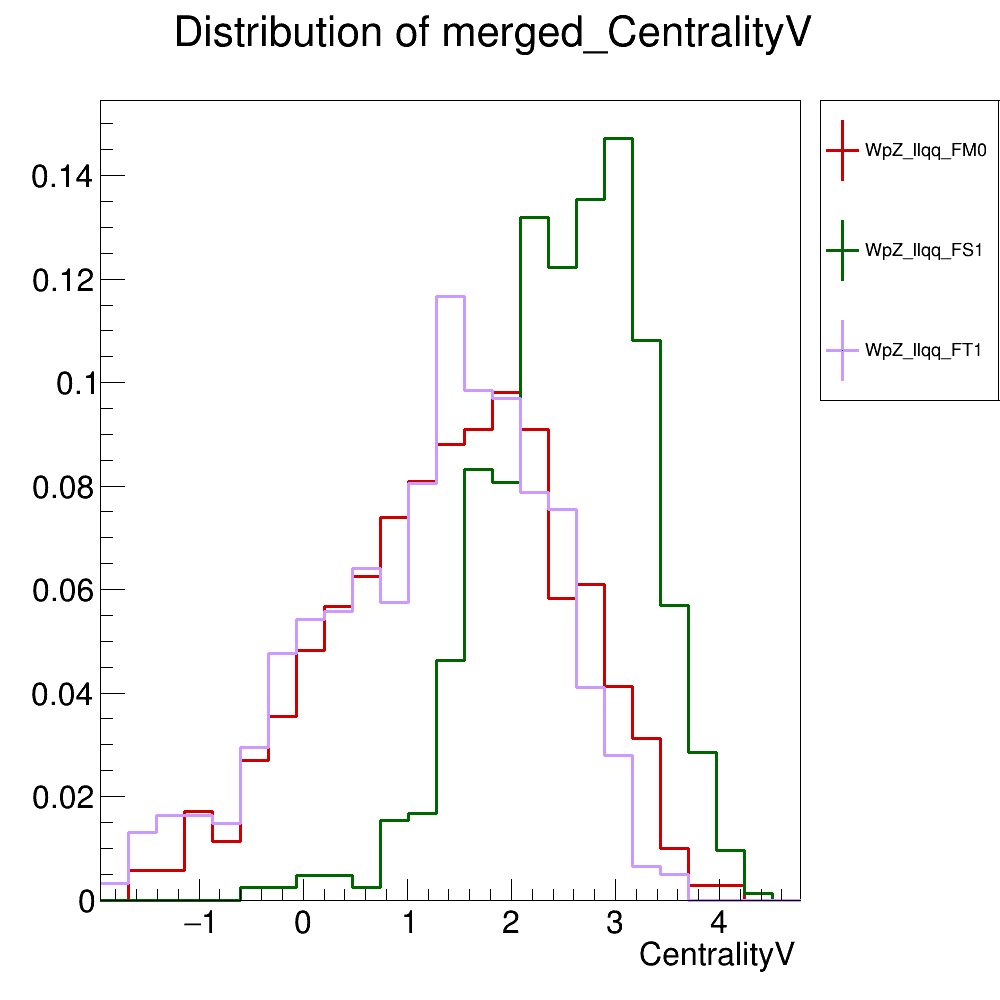 Distribution of merged_CentralityV
WpZ_llqq_FM0
WpZ_llqq_FS1
WpZ_llqq_FT1
0.14
0.12
0.1
0.08
0.06
0.04
0.02
0
−1 0 1 2 3 4
CentralityV